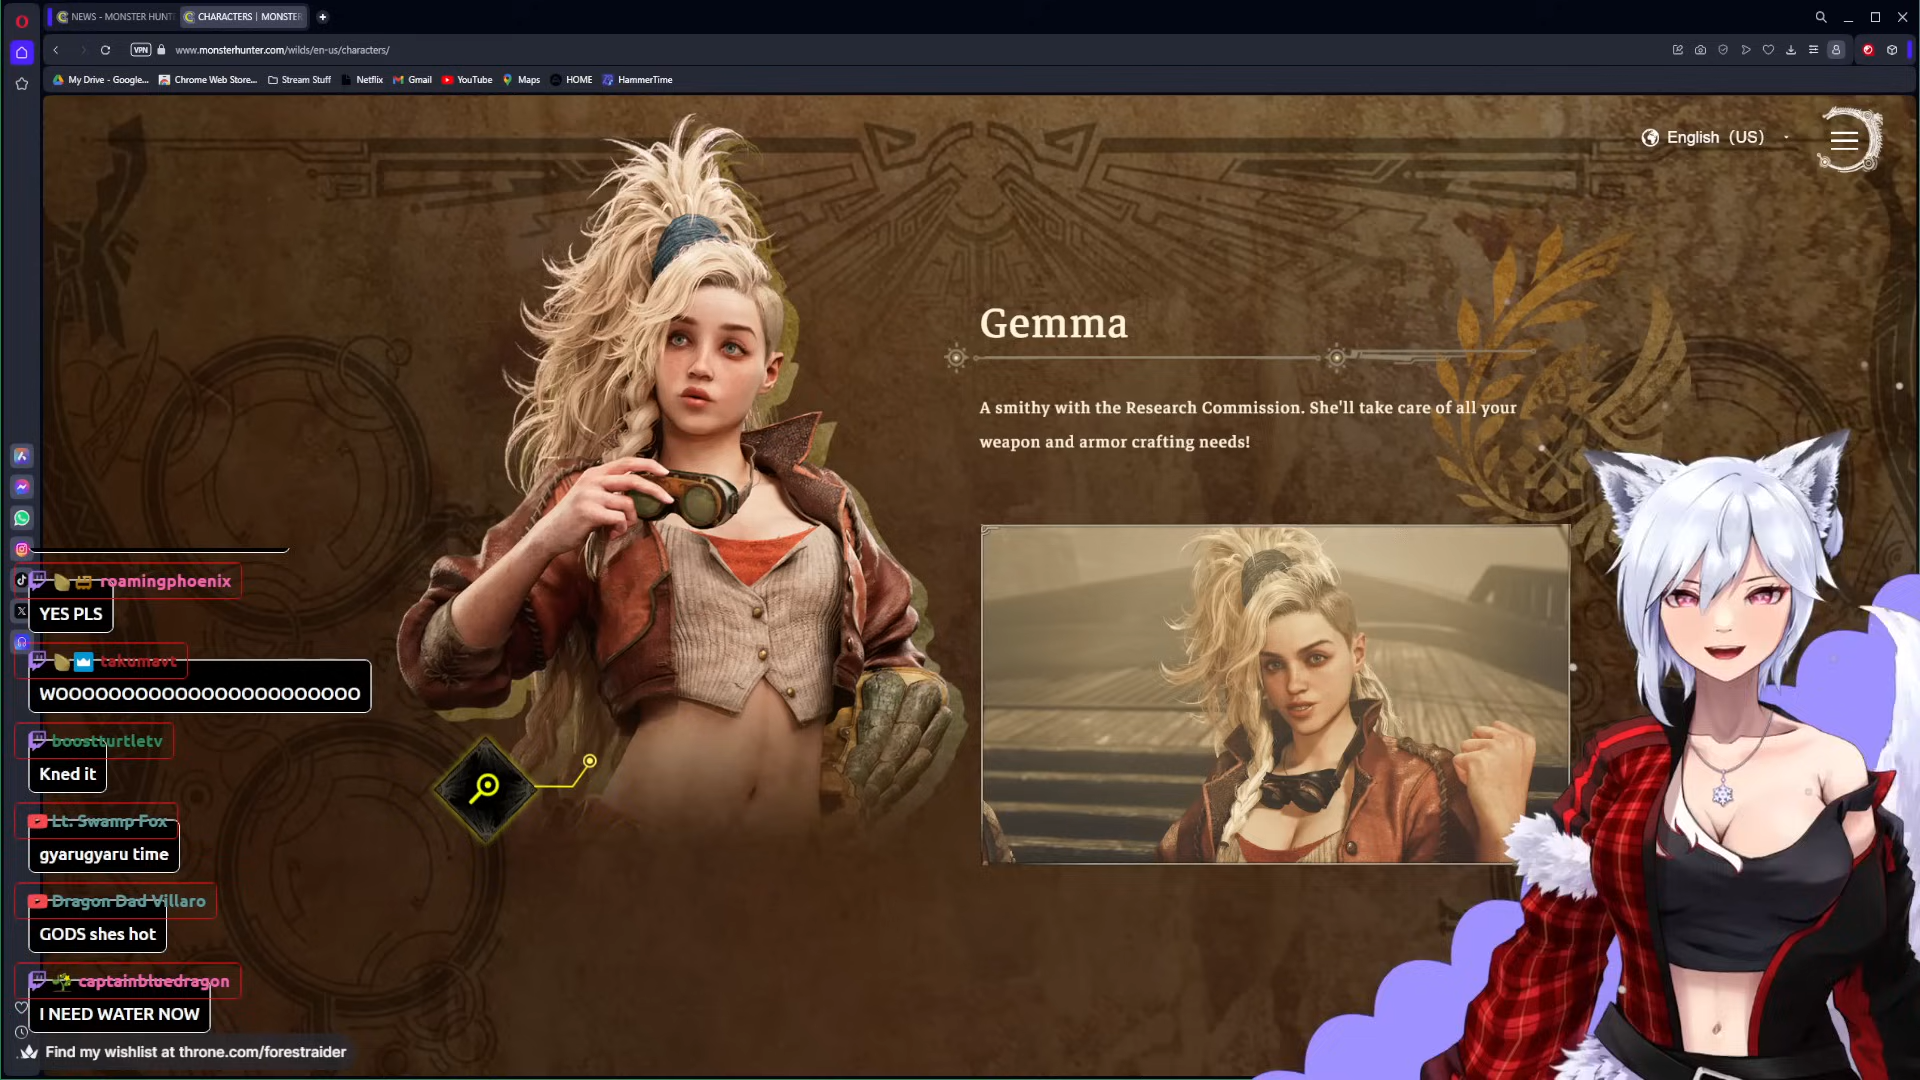 NEWS - MONSTER HUNT
CHARACTERS | MONSTER
VPN
www.monsterhunter.com/wilds/en-us/characters/
My Drive - Google...
Chrome Web Store...
Stream Stuff
Netflix
Gmail
YouTube
Maps
HOME
HammerTime
English (US)
Gemma
A smithy with the Research Commission. She'll take care of all your
weapon and armor crafting needs!
roamingphoenix
YES PLS
takumavt
WOOOOOOOOOOOOOOOOOOOOOOO
boostturtletv
Kned it
Lt. Swamp Fox
gyarugyaru time
Dragon Dad Villaro
GODS shes hot
captainbluedragon
I NEED WATER NOW
Find my wishlist at throne.com/forestraider